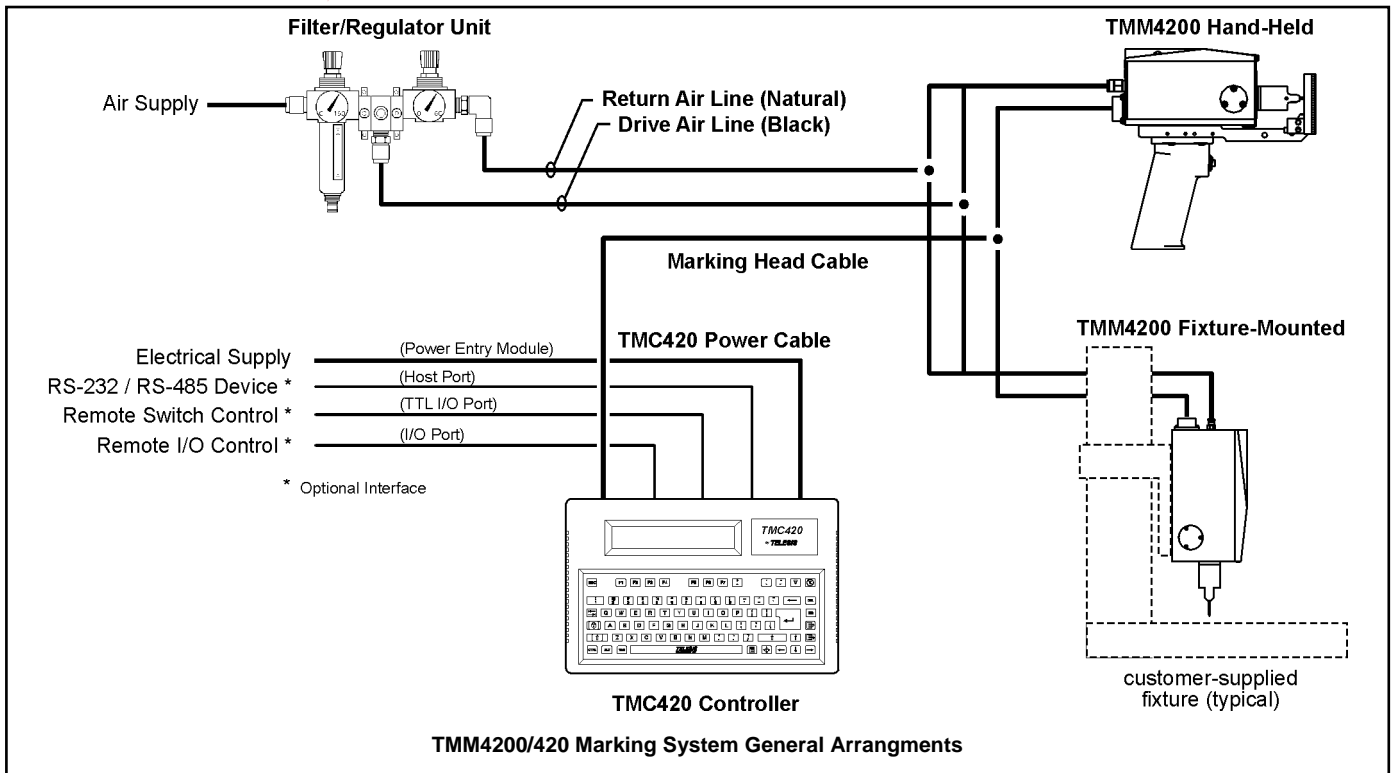 Filter/Regulator Unit
TMM4200 Hand-Held
Air Supply
Return Air Line (Natural)
Drive Air Line (Black)
Marking Head Cable
TMC420 Power Cable
TMM4200 Fixture-Mounted
Electrical Supply
(Power Entry Module)
RS-232 / RS-485 Device *
(Host Port)
Remote Switch Control *
(TTL I/O Port)
Remote I/O Control *
(I/O Port)
* Optional Interface
TMC420
TELESIS
customer-supplied
fixture (typical)
TMC420 Controller
TMM4200/420 Marking System General Arrangments